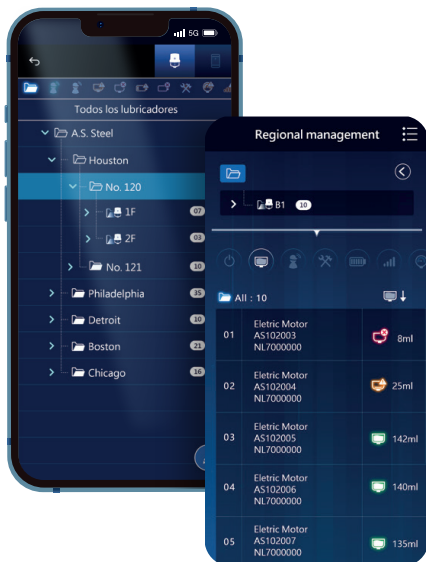 5G
Todos los lubricadores
A.S. Steel
Houston
No. 120
1F 07
2F 03
No. 121 10
Philadelphia 35
Detroit 10
Boston 21
Chicago 16
Regional management
B1 10
All : 10
01
Eletric Motor
AS102003
NL7000000
8ml
02
Eletric Motor
AS102004
NL7000000
25ml
03
Eletric Motor
AS102005
NL7000000
142ml
04
Eletric Motor
AS102006
NL7000000
140ml
05
Eletric Motor
AS102007
NL7000000
135ml